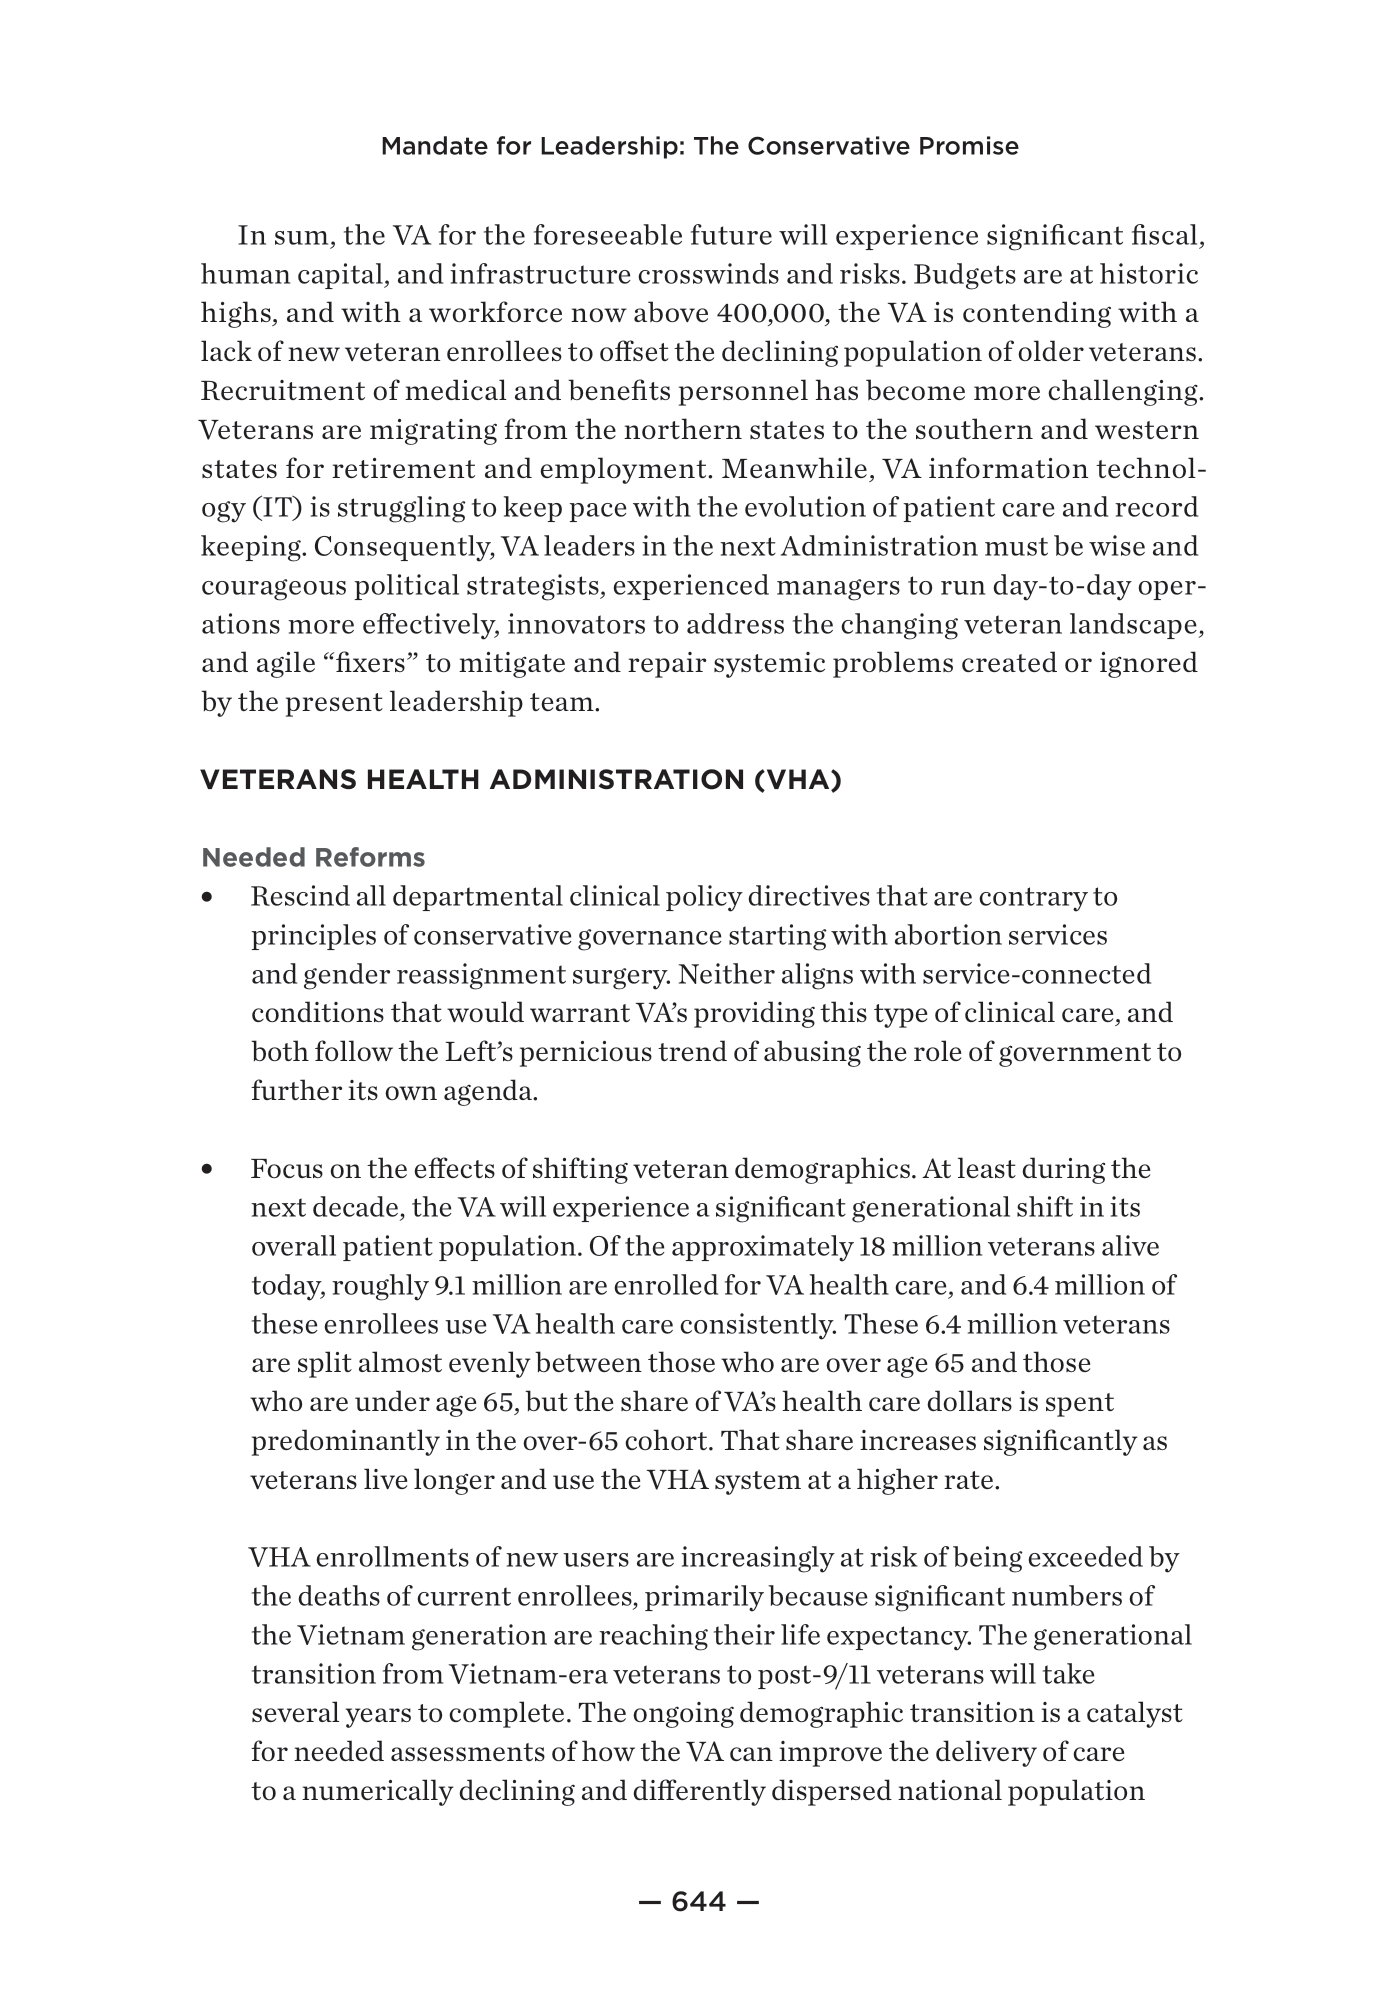 Mandate for Leadership: The Conservative Promise
In sum, the VA for the foreseeable future will experience significant fiscal,
human capital, and infrastructure crosswinds and risks. Budgets are at historic
highs, and with a workforce now above 400,000, the VA is contending with a
lack of new veteran enrollees to offset the declining population of older veterans.
Recruitment of medical and benefits personnel has become more challenging.
Veterans are migrating from the northern states to the southern and western
states for retirement and employment. Meanwhile, VA information technol-
ogy (IT) is struggling to keep pace with the evolution of patient care and record
keeping. Consequently, VA leaders in the next Administration must be wise and
courageous political strategists, experienced managers to run day-to-day oper-
ations more effectively, innovators to address the changing veteran landscape,
and agile “fixers” to mitigate and repair systemic problems created or ignored
by the present leadership team.
VETERANS HEALTH ADMINISTRATION (VHA)
Needed Reforms
• Rescind all departmental clinical policy directives that are contrary to
principles of conservative governance starting with abortion services
and gender reassignment surgery. Neither aligns with service-connected
conditions that would warrant VA’s providing this type of clinical care, and
both follow the Left’s pernicious trend of abusing the role of government to
further its own agenda.
• Focus on the effects of shifting veteran demographics. At least during the
next decade, the VA will experience a significant generational shift in its
overall patient population. Of the approximately 18 million veterans alive
today, roughly 9.1 million are enrolled for VA health care, and 6.4 million of
these enrollees use VA health care consistently. These 6.4 million veterans
are split almost evenly between those who are over age 65 and those
who are under age 65, but the share of VA’s health care dollars is spent
predominantly in the over-65 cohort. That share increases significantly as
veterans live longer and use the VHA system at a higher rate.
VHA enrollments of new users are increasingly at risk of being exceeded by
the deaths of current enrollees, primarily because significant numbers of
the Vietnam generation are reaching their life expectancy. The generational
transition from Vietnam-era veterans to post-9/11 veterans will take
several years to complete. The ongoing demographic transition is a catalyst
for needed assessments of how the VA can improve the delivery of care
to a numerically declining and differently dispersed national population
— 644 —